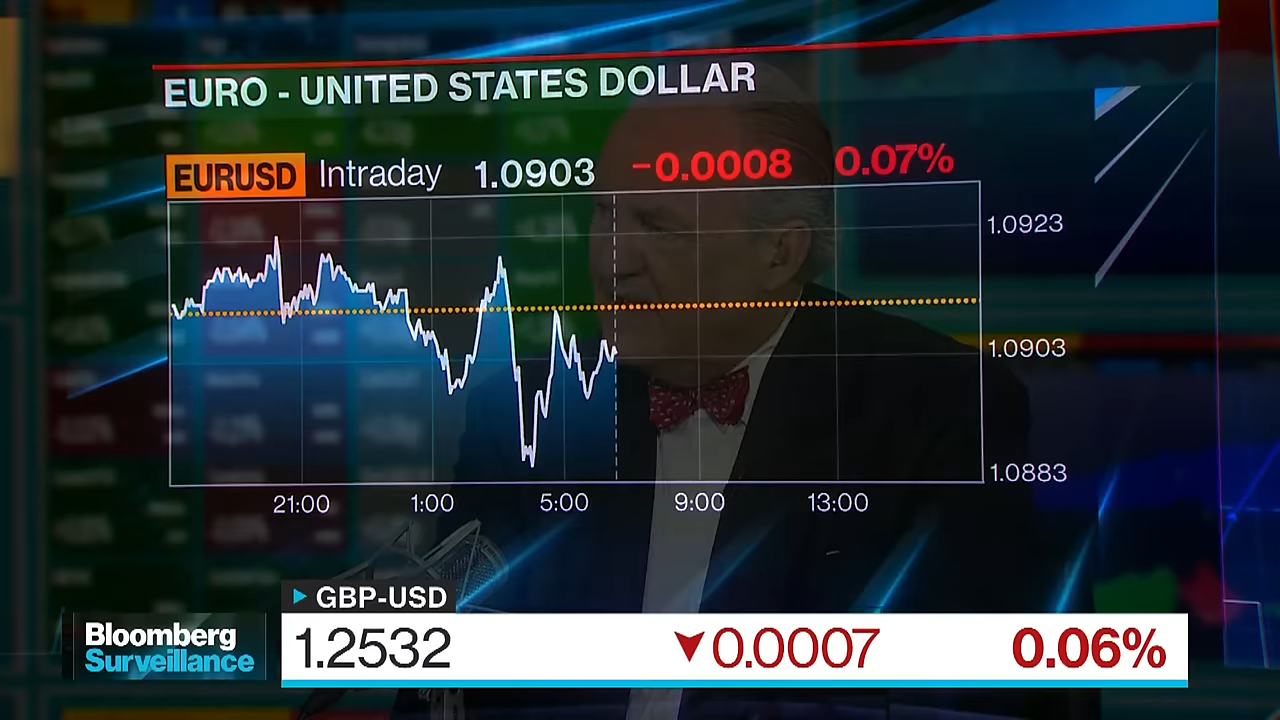 EURO - UNITED STATES DOLLAR
EURUSD Intraday 1.0903 -0.0008 0.07%
1.0923
1.0903
1.0883
21:00 1:00 5:00 9:00 13:00
GBP-USD
Bloomberg
Surveillance
1.2532 ▼0.0007 0.06%